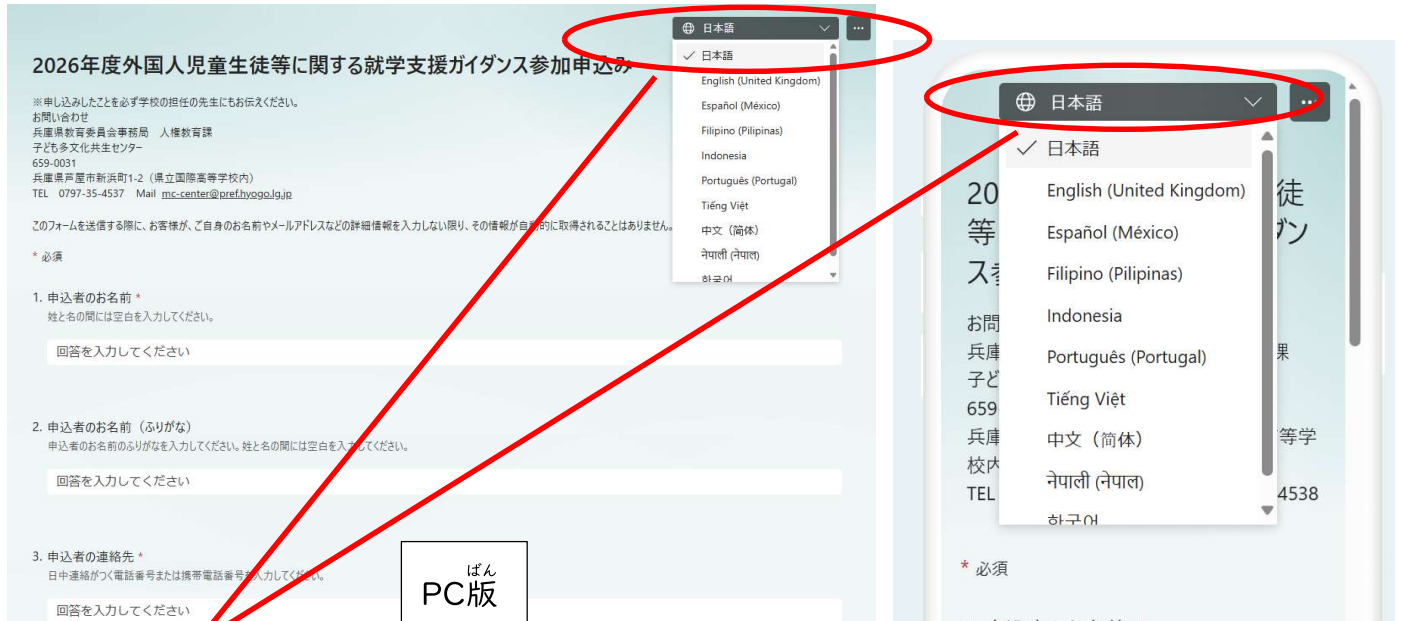 日本語
日本語
English (United Kingdom)
Español (México)
Filipino (Pilipinas)
Indonesia
Português (Portugal)
Tiếng Việt
中文（简体）
नेपाली (नेपाल)
한국어
2026年度外国人児童生徒等に関する就学支援ガイダンス参加申込み
※申し込みしたことを必ず学校の担任の先生にもお伝えください。
お問い合わせ
兵庫県教育委員会事務局　人権教育課
子ども多文化共生センター
659-0031
兵庫県芦屋市新浜町1-2（県立国際高等学校内）
TEL　0797-35-4537　Mail　mc-center@pref.hyogo.lg.jp
このフォームを送信する際に、お客様が、ご自身のお名前やメールアドレスなどの詳細情報を入力しない限り、その情報が自動的に取得されることはありません。
* 必須
1. 申込者のお名前 *
姓と名の間には空白を入力してください。
回答を入力してください
2. 申込者のお名前（ふりがな）
申込者のお名前のふりがなを入力してください。姓と名の間には空白を入力してください。
回答を入力してください
3. 申込者の連絡先 *
日中連絡がつく電話番号または携帯電話番号を入力してください。
回答を入力してください
ばん
PC版
日本語
日本語
English (United Kingdom)
Español (México)
Filipino (Pilipinas)
Indonesia
Português (Portugal)
Tiếng Việt
中文（简体）
नेपाली (नेपाल)
한국어
20 徒
等 ダン
ス
お問
兵庫 課
子ど
659
兵庫 等学
校内
TEL 4538
* 必須